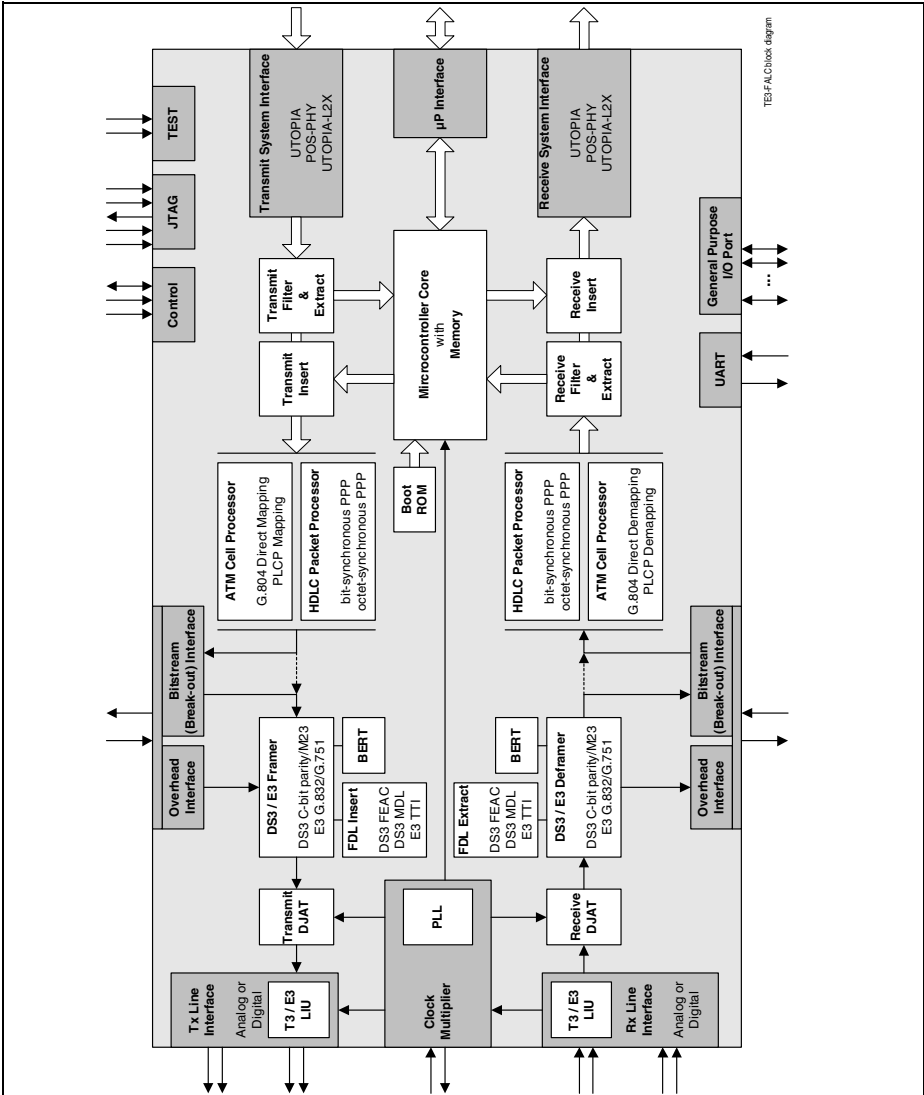 TE3-FALC block diagram
TEST
JTAG
Control
Transmit System Interface
UTOPIA
POS-PHY
UTOPIA-L2X
µP Interface
Receive System Interface
UTOPIA
POS-PHY
UTOPIA-L2X
General Purpose
I/O Port
...
UART
Transmit
Filter
&
Extract
Transmit
Insert
Mircrocontroller Core
with
Memory
Receive
Insert
Receive
Filter
&
Extract
Boot
ROM
ATM Cell Processor
G.804 Direct Mapping
PLCP Mapping
HDLC Packet Processor
bit-synchronous PPP
octet-synchronous PPP
HDLC Packet Processor
bit-synchronous PPP
octet-synchronous PPP
ATM Cell Processor
G.804 Direct Demapping
PLCP Demapping
Bitstream
(Break-out) Interface
Overhead
Interface
Bitstream
(Break-out) Interface
Overhead
Interface
DS3 / E3 Framer
DS3 C-bit parity/M23
E3 G.832/G.751
BERT
FDL Insert
DS3 FEAC
DS3 MDL
E3 TTI
BERT
FDL Extract
DS3 FEAC
DS3 MDL
E3 TTI
DS3 / E3 Deframer
DS3 C-bit parity/M23
E3 G.832/G.751
Transmit
DJAT
PLL
Receive
DJAT
Tx Line
Interface
Analog or
Digital
T3 / E3
LIU
Clock
Multiplier
T3 / E3
LIU
Rx Line
Interface
Analog or
Digital